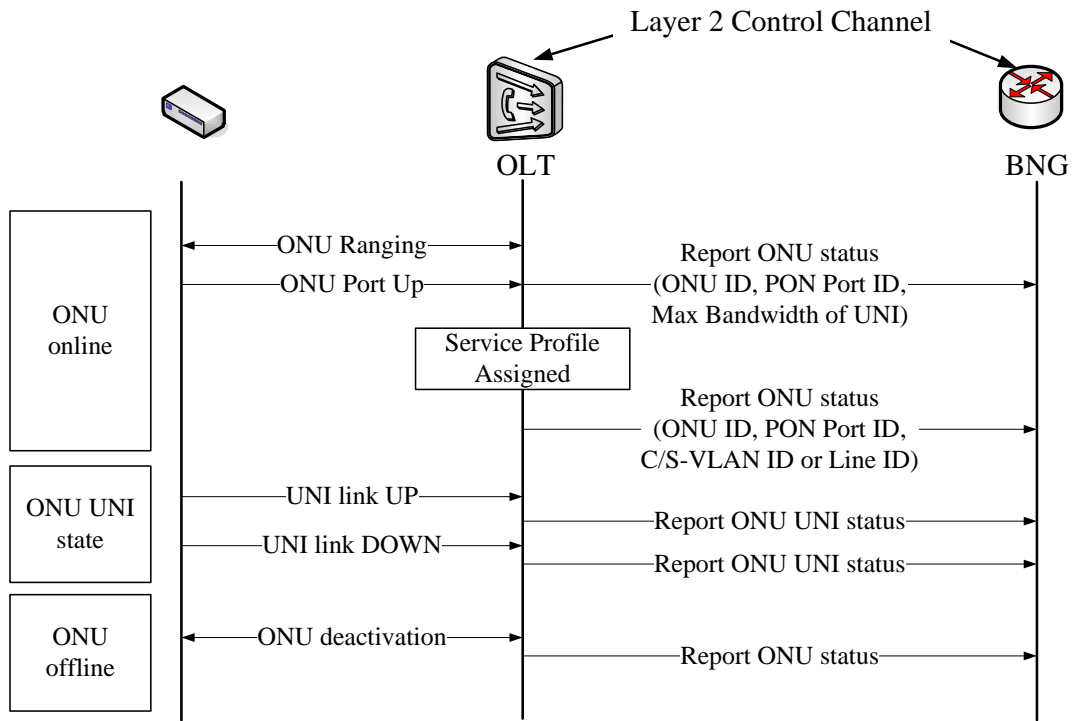 Layer 2 Control Channel
OLT
BNG
ONU
online
ONU Ranging
ONU Port Up
Report ONU status
(ONU ID, PON Port ID,
Max Bandwidth of UNI)
Service Profile
Assigned
Report ONU status
(ONU ID, PON Port ID,
C/S-VLAN ID or Line ID)
ONU UNI
state
UNI link UP
Report ONU UNI status
UNI link DOWN
Report ONU UNI status
ONU
offline
ONU deactivation
Report ONU status